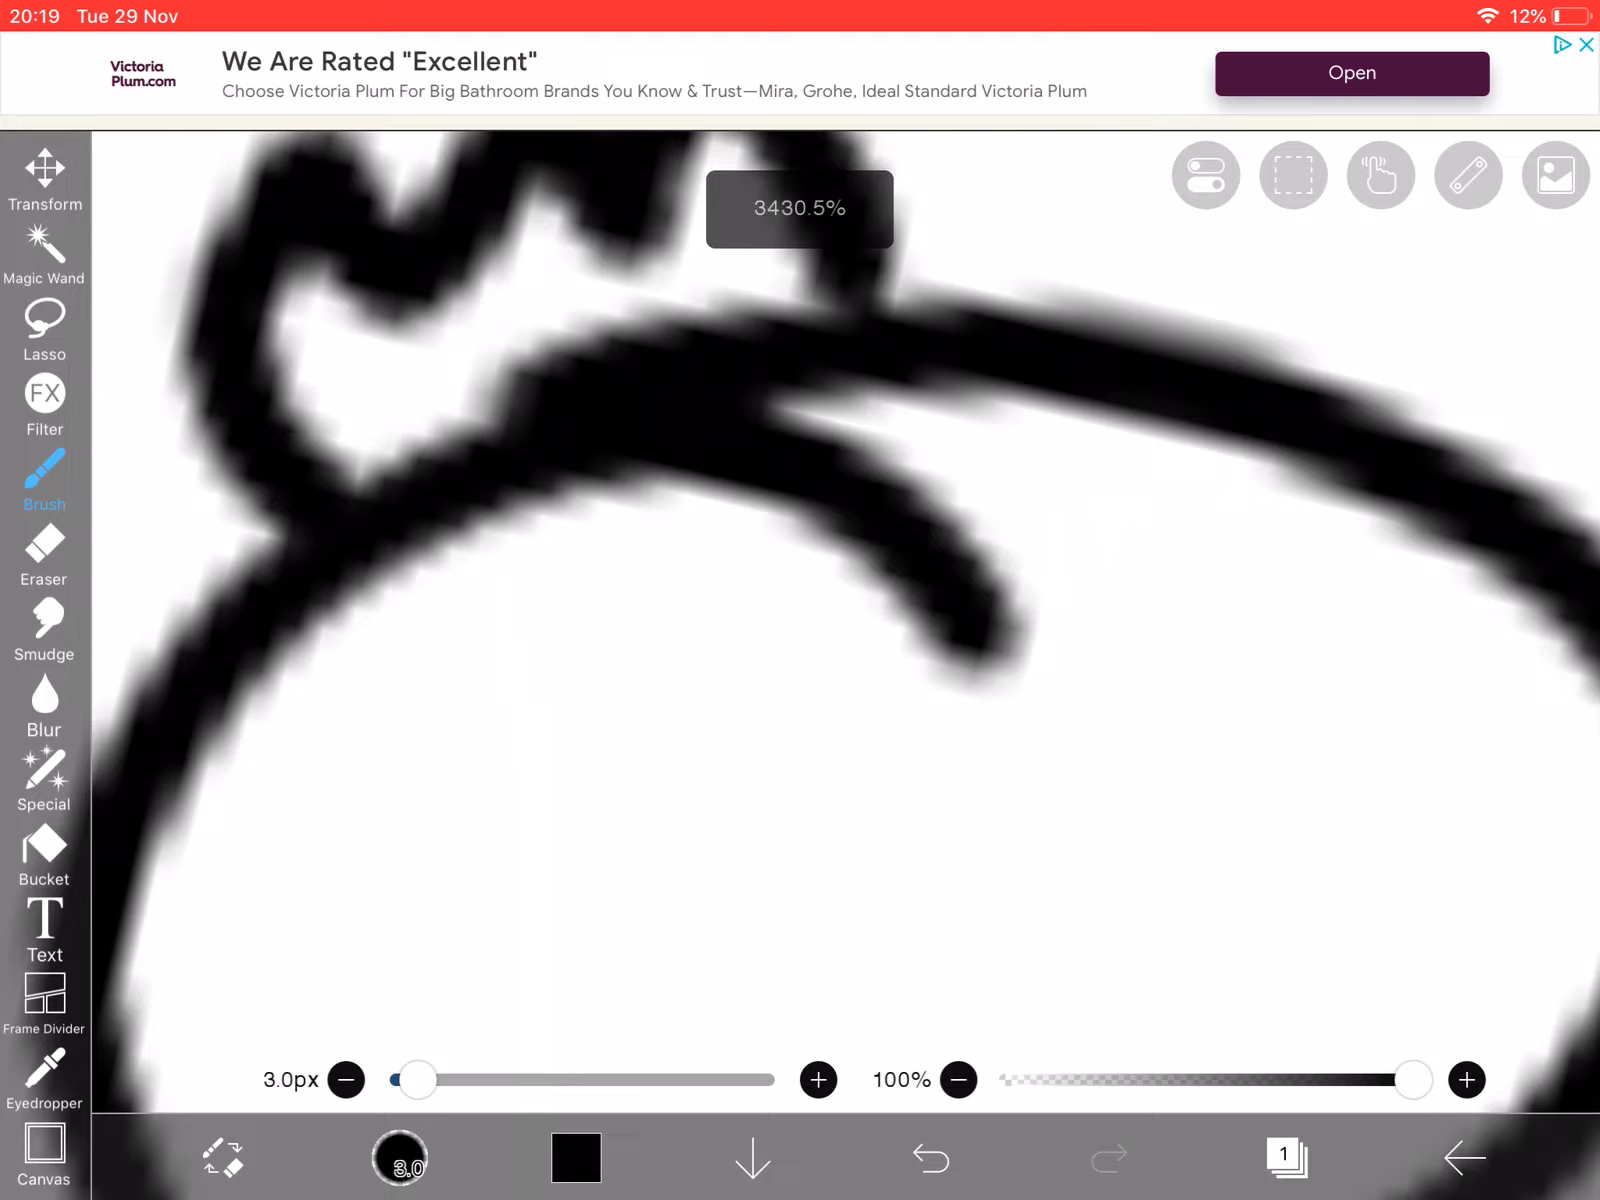 20:19 Tue 29 Nov
12%
Victoria
Plum.com
We Are Rated "Excellent"
Choose Victoria Plum For Big Bathroom Brands You Know & Trust—Mira, Grohe, Ideal Standard Victoria Plum
Open
3430.5%
Transform
Magic Wand
Lasso
FX
Filter
Brush
Eraser
Smudge
Blur
Special
Bucket
T
Text
Frame Divider
Eyedropper
Canvas
3.0px
100%
3.0
1